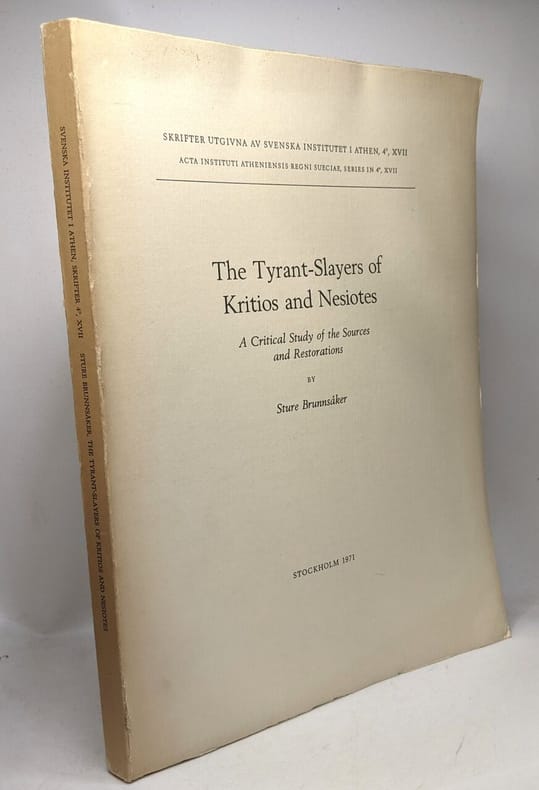 SKRIFTER UTGIVNA AV SVENSKA INSTITUTET I ATHEN, 4°, XVII
ACTA INSTITUTI ATHENIENSIS REGNI SUECIAE, SERIES IN 4°, XVII
The Tyrant-Slayers of
Kritios and Nesiotes
A Critical Study of the Sources
and Restorations
BY
Sture Brunnsåker
STOCKHOLM 1971
SVENSKA INSTITUTET I ATHEN, SKRIFTER 4°, XVII STURE BRUNNSÅKER, THE TYRANT-SLAYERS OF KRITIOS AND NESIOTES